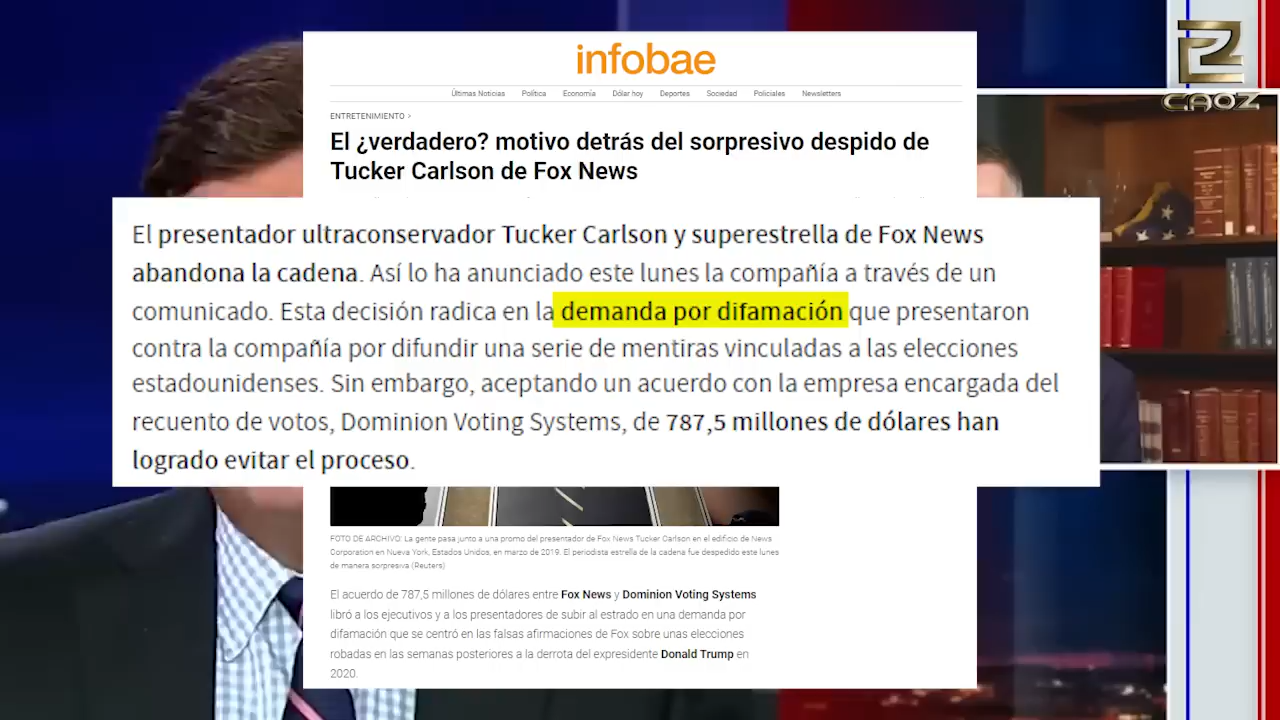 infobae
Últimas Noticias Política Economía Dólar hoy Deportes Sociedad Policiales Newsletters
ENTRETENIMIENTO >
El ¿verdadero? motivo detrás del sorpresivo despido de
Tucker Carlson de Fox News
El presentador ultraconservador Tucker Carlson y superestrella de Fox News
abandona la cadena. Así lo ha anunciado este lunes la compañía a través de un
comunicado. Esta decisión radica en la demanda por difamación que presentaron
contra la compañía por difundir una serie de mentiras vinculadas a las elecciones
estadounidenses. Sin embargo, aceptando un acuerdo con la empresa encargada del
recuento de votos, Dominion Voting Systems, de 787,5 millones de dólares han
logrado evitar el proceso.
FOTO DE ARCHIVO: La gente pasa junto a una promo del presentador de Fox News Tucker Carlson en el edificio de News
Corporation en Nueva York, Estados Unidos, en marzo de 2019. El periodista estrella de la cadena fue despedido este lunes
de manera sorpresiva (Reuters)
El acuerdo de 787,5 millones de dólares entre Fox News y Dominion Voting Systems
libró a los ejecutivos y a los presentadores de subir al estrado en una demanda por
difamación que se centró en las falsas afirmaciones de Fox sobre unas elecciones
robadas en las semanas posteriores a la derrota del expresidente Donald Trump en
2020.
CAOZ